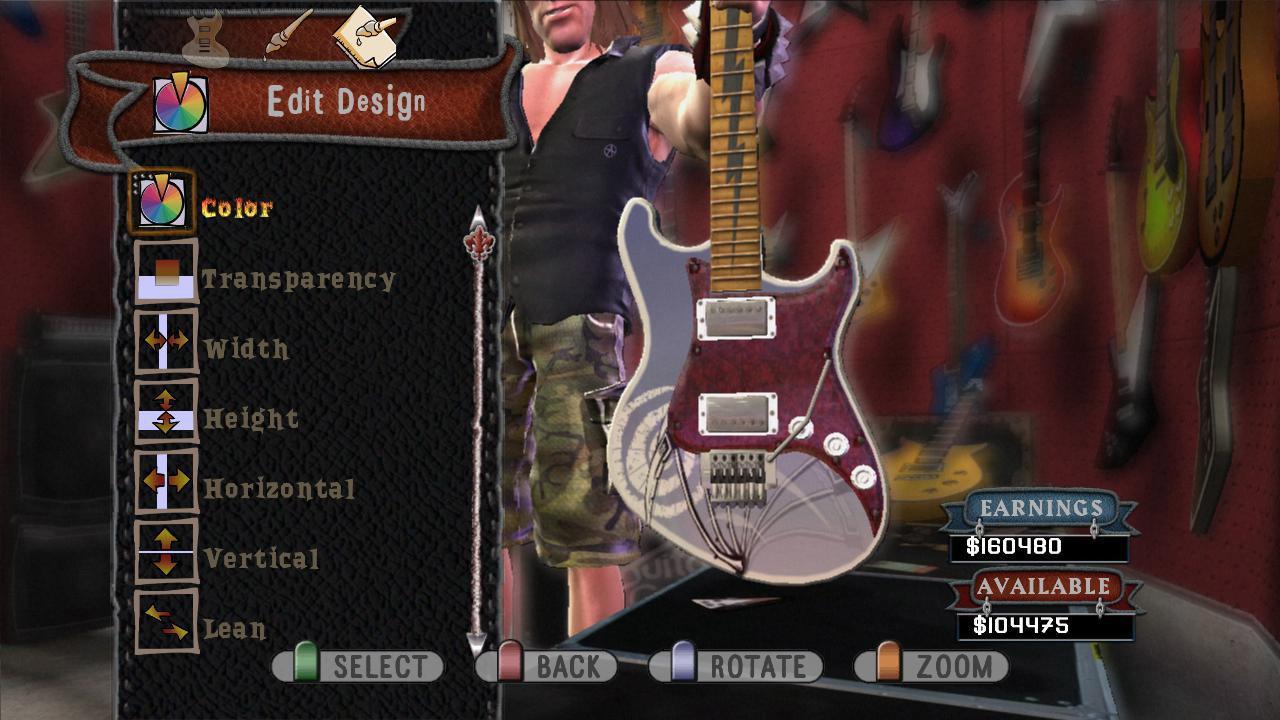 Edit Design
Color
Transparency
Width
Height
Horizontal
Vertical
Lean
EARNINGS
$160480
AVAILABLE
$104475
SELECT
BACK
ROTATE
ZOOM